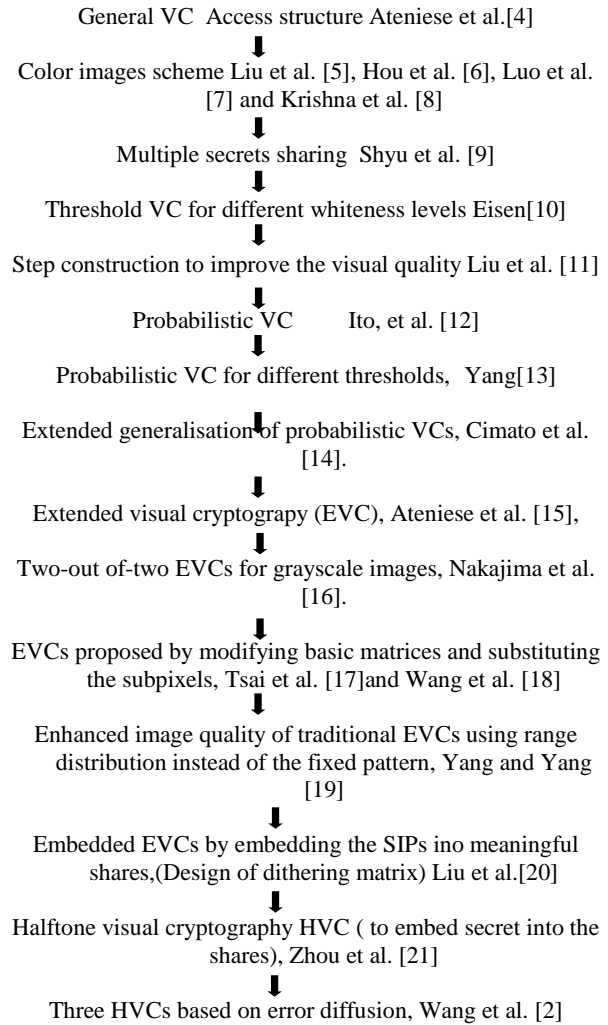 General VC Access structure Ateniese et al.[4]
Color images scheme Liu et al. [5], Hou et al. [6], Luo et al.
[7] and Krishna et al. [8]
Multiple secrets sharing Shyu et al. [9]
Threshold VC for different whiteness levels Eisen[10]
Step construction to improve the visual quality Liu et al. [11]
Probabilistic VC Ito, et al. [12]
Probabilistic VC for different thresholds, Yang[13]
Extended generalisation of probabilistic VCs, Cimato et al.
[14].
Extended visual cryptograpy (EVC), Ateniese et al. [15],
Two-out of-two EVCs for grayscale images, Nakajima et al.
[16].
EVCs proposed by modifying basic matrices and substituting
the subpixels, Tsai et al. [17]and Wang et al. [18]
Enhanced image quality of traditional EVCs using range
distribution instead of the fixed pattern, Yang and Yang
[19]
Embedded EVCs by embedding the SIPs ino meaningful
shares,(Design of dithering matrix) Liu et al.[20]
Halftone visual cryptography HVC ( to embed secret into the
shares), Zhou et al. [21]
Three HVCs based on error diffusion, Wang et al. [2]